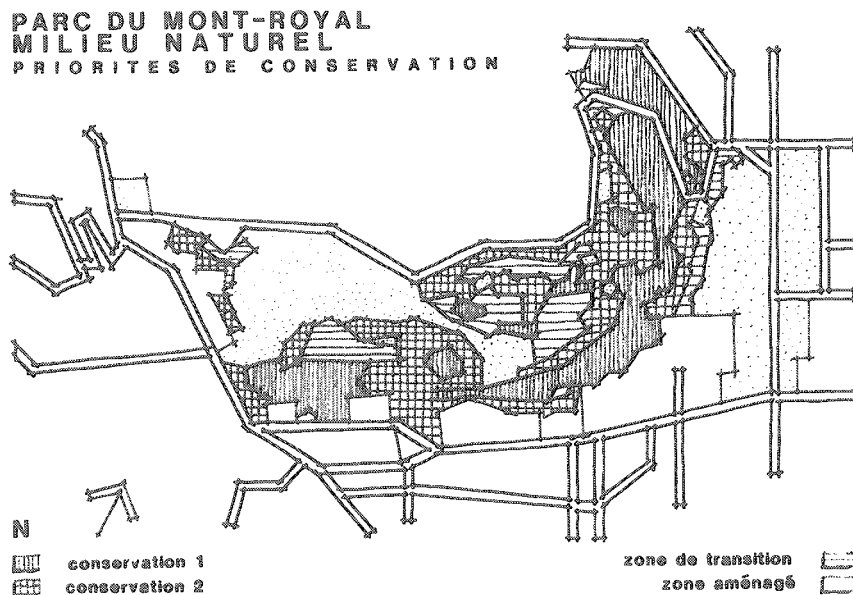 PARC DU MONT-ROYAL
MILIEU NATUREL
PRIORITES DE CONSERVATION
N
conservation 1
conservation 2
zone de transition
zone aménagé